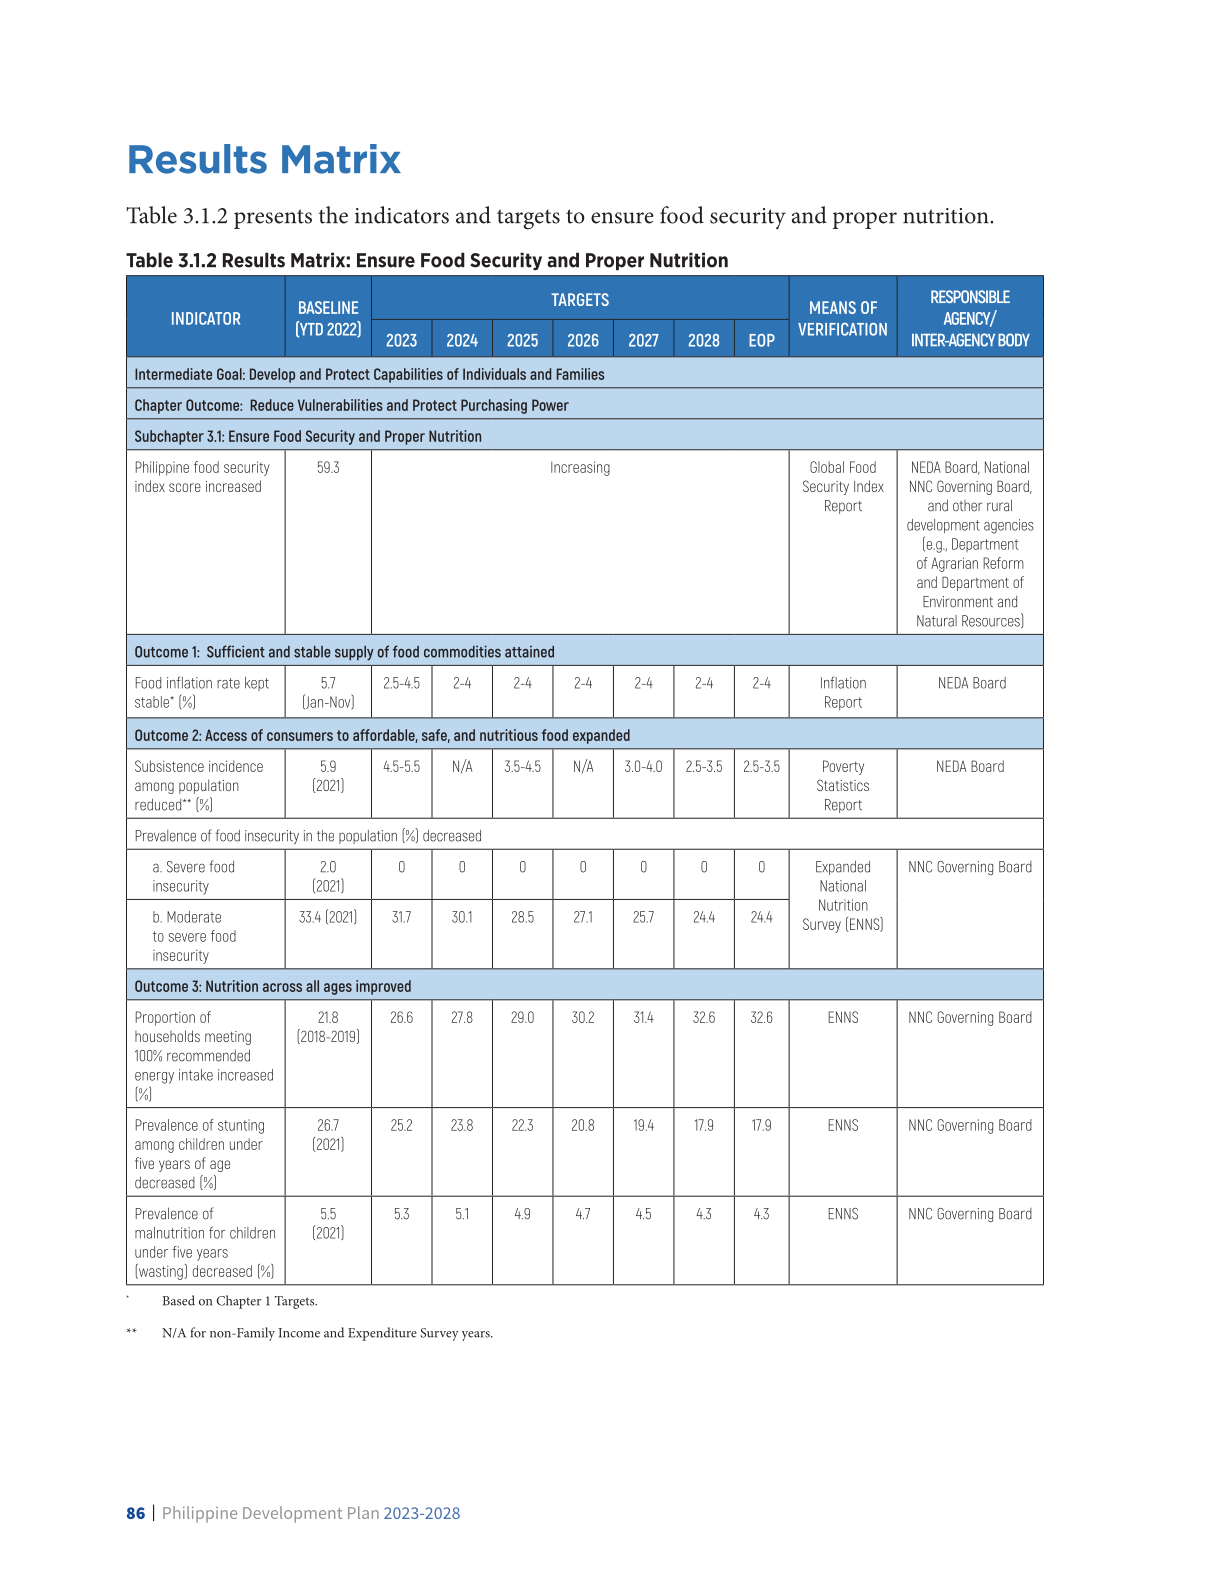 Results Matrix
Table 3.1.2 presents the indicators and targets to ensure food security and proper nutrition.
Table 3.1.2 Results Matrix: Ensure Food Security and Proper Nutrition
INDICATOR
BASELINE
(YTD 2022)
TARGETS
2023 2024 2025 2026 2027 2028 EOP
MEANS OF
VERIFICATION
RESPONSIBLE
AGENCY/
INTER-AGENCY BODY
Intermediate Goal: Develop and Protect Capabilities of Individuals and Families
Chapter Outcome: Reduce Vulnerabilities and Protect Purchasing Power
Subchapter 3.1: Ensure Food Security and Proper Nutrition
Philippine food security
index score increased
59.3
Increasing
Global Food
Security Index
Report
NEDA Board, National
NNC Governing Board,
and other rural
development agencies
(e.g., Department
of Agrarian Reform
and Department of
Environment and
Natural Resources)
Outcome 1: Sufficient and stable supply of food commodities attained
Food inflation rate kept
stable* (%)
5.7
(Jan-Nov)
2.5-4.5 2-4 2-4 2-4 2-4 2-4 2-4
Inflation
Report
NEDA Board
Outcome 2: Access of consumers to affordable, safe, and nutritious food expanded
Subsistence incidence
among population
reduced** (%)
5.9
(2021)
4.5-5.5 N/A 3.5-4.5 N/A 3.0-4.0 2.5-3.5 2.5-3.5
Poverty
Statistics
Report
NEDA Board
Prevalence of food insecurity in the population (%) decreased
a. Severe food
insecurity
2.0
(2021)
0 0 0 0 0 0 0
Expanded
National
Nutrition
Survey (ENNS)
NNC Governing Board
b. Moderate
to severe food
insecurity
33.4 (2021)
31.7 30.1 28.5 27.1 25.7 24.4 24.4
Outcome 3: Nutrition across all ages improved
Proportion of
households meeting
100% recommended
energy intake increased
(%)
21.8
(2018-2019)
26.6 27.8 29.0 30.2 31.4 32.6 32.6
ENNS
NNC Governing Board
Prevalence of stunting
among children under
five years of age
decreased (%)
26.7
(2021)
25.2 23.8 22.3 20.8 19.4 17.9 17.9
ENNS
NNC Governing Board
Prevalence of
malnutrition for children
under five years
(wasting) decreased (%)
5.5
(2021)
5.3 5.1 4.9 4.7 4.5 4.3 4.3
ENNS
NNC Governing Board
* Based on Chapter 1 Targets.
** N/A for non-Family Income and Expenditure Survey years.
86 | Philippine Development Plan 2023-2028